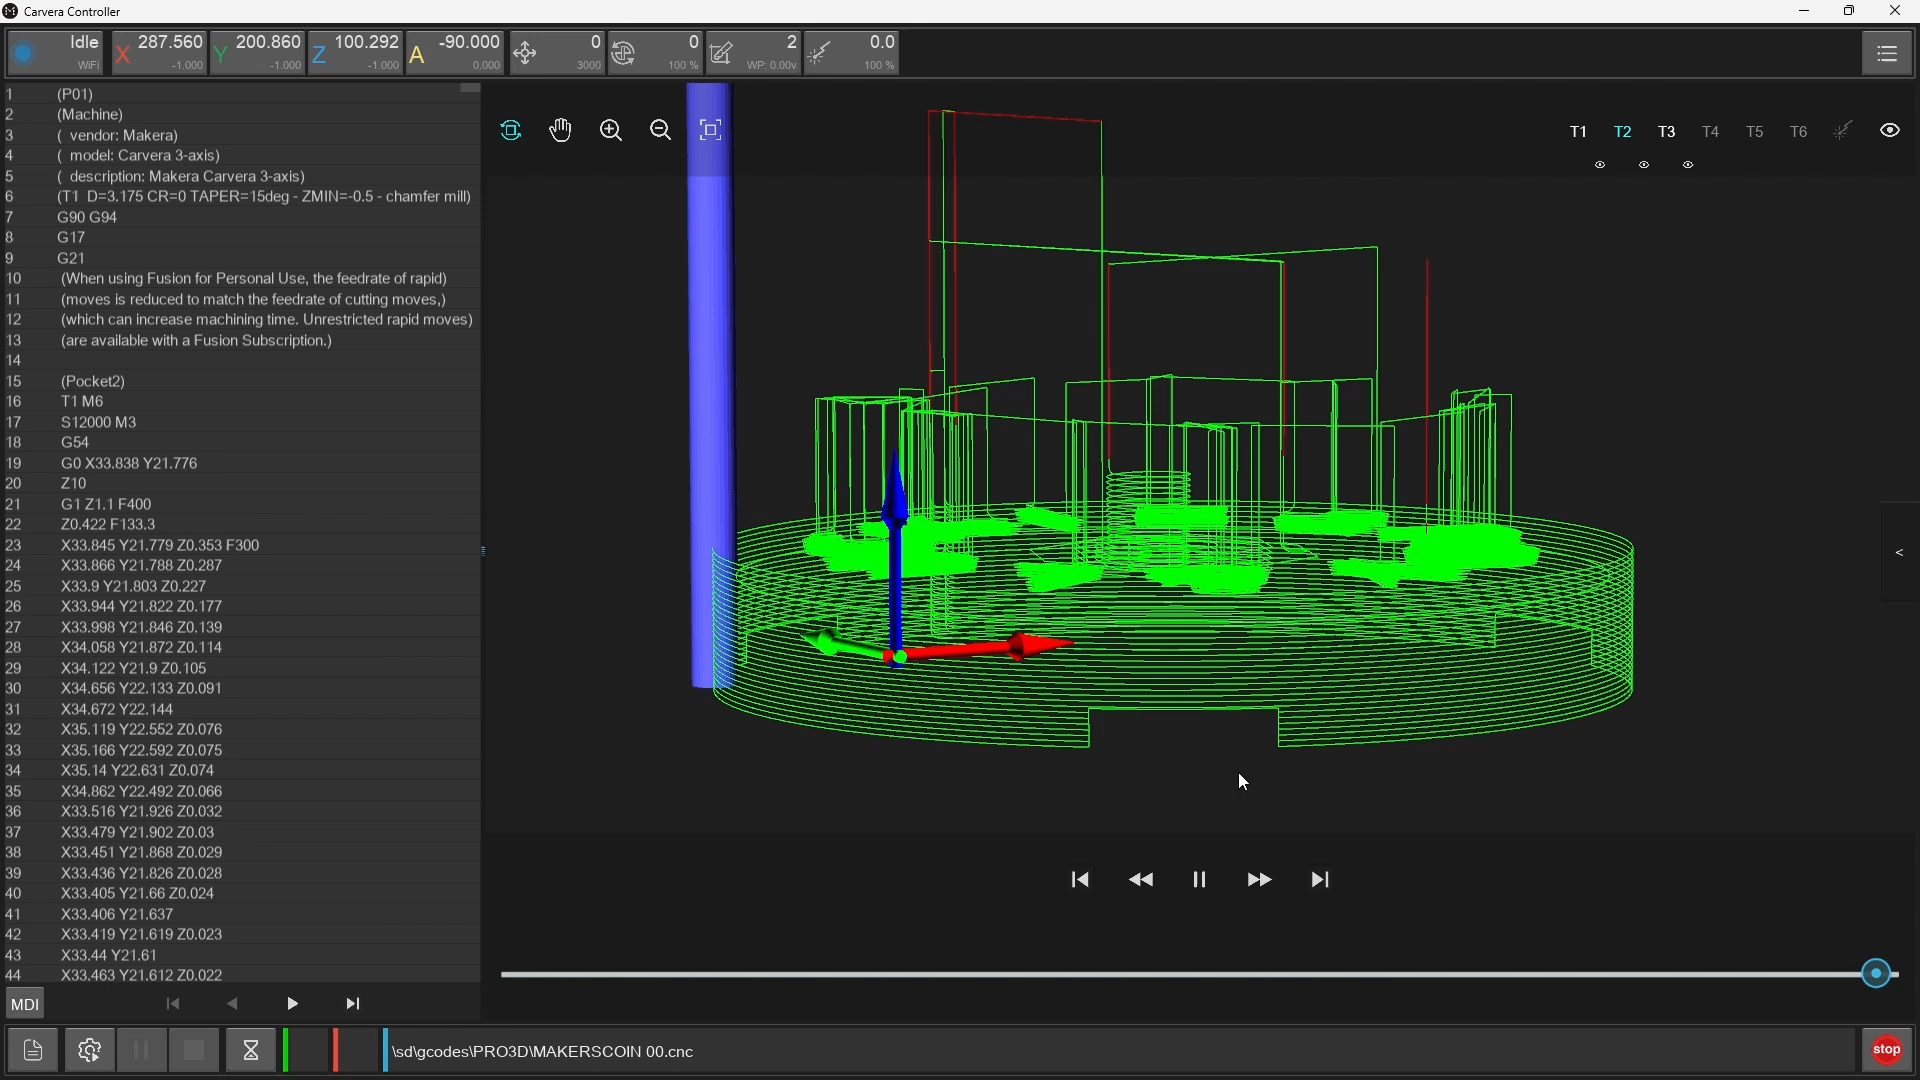 Carvera Controller
Idle
WiFi
X 287.560
-1.000
Y 200.860
-1.000
Z 100.292
-1.000
A -90.000
0.000
0
3000
0
100 %
2
WP: 0.00v
0.0
100 %
T1 T2 T3 T4 T5 T6
1 (P01)
2 (Machine)
3 ( vendor: Makera)
4 ( model: Carvera 3-axis)
5 ( description: Makera Carvera 3-axis)
6 (T1 D=3.175 CR=0 TAPER=15deg - ZMIN=-0.5 - chamfer mill)
7 G90 G94
8 G17
9 G21
10 (When using Fusion for Personal Use, the feedrate of rapid)
11 (moves is reduced to match the feedrate of cutting moves,)
12 (which can increase machining time. Unrestricted rapid moves)
13 (are available with a Fusion Subscription.)
14
15 (Pocket2)
16 T1 M6
17 S12000 M3
18 G54
19 G0 X33.838 Y21.776
20 Z10
21 G1 Z1.1 F400
22 Z0.422 F133.3
23 X33.845 Y21.779 Z0.353 F300
24 X33.866 Y21.788 Z0.287
25 X33.9 Y21.803 Z0.227
26 X33.944 Y21.822 Z0.177
27 X33.998 Y21.846 Z0.139
28 X34.058 Y21.872 Z0.114
29 X34.122 Y21.9 Z0.105
30 X34.656 Y22.133 Z0.091
31 X34.672 Y22.144
32 X35.119 Y22.552 Z0.076
33 X35.166 Y22.592 Z0.075
34 X35.14 Y22.631 Z0.074
35 X34.862 Y22.492 Z0.066
36 X33.516 Y21.926 Z0.032
37 X33.479 Y21.902 Z0.03
38 X33.451 Y21.868 Z0.029
39 X33.436 Y21.826 Z0.028
40 X33.405 Y21.66 Z0.024
41 X33.406 Y21.637
42 X33.419 Y21.619 Z0.023
43 X33.44 Y21.61
44 X33.463 Y21.612 Z0.022
<
MDI
\sd\gcodes\PRO3D\MAKERSCOIN 00.cnc
stop